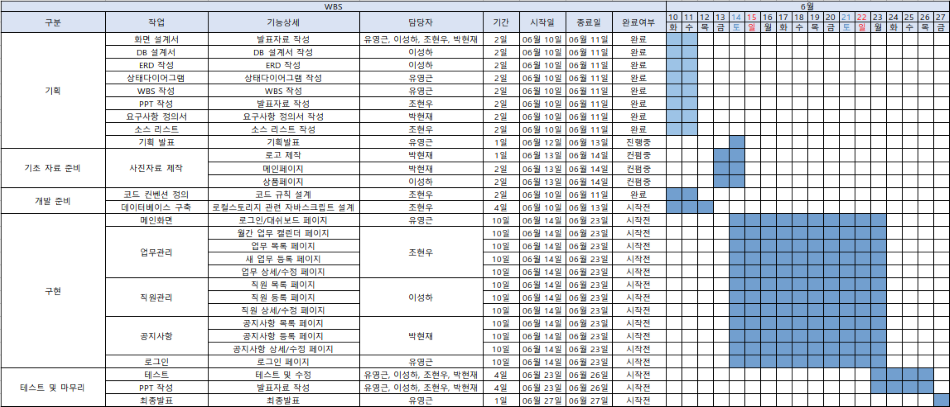 WBS 6월
구분 작업 기능상세 담당자 기간 시작일 종료일 완료여부 10 11 12 13 14 15 16 17 18 19 20 21 22 23 24 25 26 27
화 수 목 금 토 일 월 화 수 목 금 토 일 월 화 수 목 금
기획 화면 설계서 발표자료 작성 유영근, 이성하, 조현우, 박현재 2일 06월 10일 06월 11일 완료
DB 설계서 DB 설계서 작성 이성하 2일 06월 10일 06월 11일 완료
ERD 작성 ERD 작성 이성하 2일 06월 10일 06월 11일 완료
상태다이어그램 상태다이어그램 작성 유영근 2일 06월 10일 06월 11일 완료
WBS 작성 WBS 작성 유영근 2일 06월 10일 06월 11일 완료
PPT 작성 발표자료 작성 조현우 2일 06월 10일 06월 11일 완료
요구사항 정의서 요구사항 정의서 작성 박현재 2일 06월 10일 06월 11일 완료
소스 리스트 소스 리스트 작성 조현우 2일 06월 10일 06월 11일 완료
기획 발표 기획발표 유영근 1일 06월 12일 06월 13일 진행중
기초 자료 준비 사진자료 제작 로고 제작 박현재 1일 06월 13일 06월 14일 컨펌중
메인페이지 박현재 2일 06월 13일 06월 14일 컨펌중
상품페이지 이성하 2일 06월 13일 06월 14일 컨펌중
개발 준비 코드 컨벤션 정의 코드 규칙 설계 조현우 2일 06월 10일 06월 11일 완료
데이터베이스 구축 로컬스토리지 관련 자바스크립트 설계 조현우 4일 06월 10일 06월 13일 시작전
구현 메인화면 로그인/대쉬보드 페이지 유영근 10일 06월 14일 06월 23일 시작전
업무관리 월간 업무 캘린더 페이지 조현우 10일 06월 14일 06월 23일 시작전
업무 목록 페이지 10일 06월 14일 06월 23일 시작전
새 업무 등록 페이지 10일 06월 14일 06월 23일 시작전
업무 상세/수정 페이지 10일 06월 14일 06월 23일 시작전
직원관리 직원 목록 페이지 이성하 10일 06월 14일 06월 23일 시작전
직원 등록 페이지 10일 06월 14일 06월 23일 시작전
직원 상세/수정 페이지 10일 06월 14일 06월 23일 시작전
공지사항 공지사항 목록 페이지 박현재 10일 06월 14일 06월 23일 시작전
공지사항 등록 페이지 10일 06월 14일 06월 23일 시작전
공지사항 상세/수정 페이지 10일 06월 14일 06월 23일 시작전
로그인 로그인 페이지 유영근 10일 06월 14일 06월 23일 시작전
테스트 및 마무리 테스트 테스트 및 수정 유영근, 이성하, 조현우, 박현재 4일 06월 23일 06월 26일 시작전
PPT 작성 발표자료 작성 유영근, 이성하, 조현우, 박현재 4일 06월 23일 06월 26일 시작전
최종발표 최종발표 유영근 1일 06월 27일 06월 27일 시작전